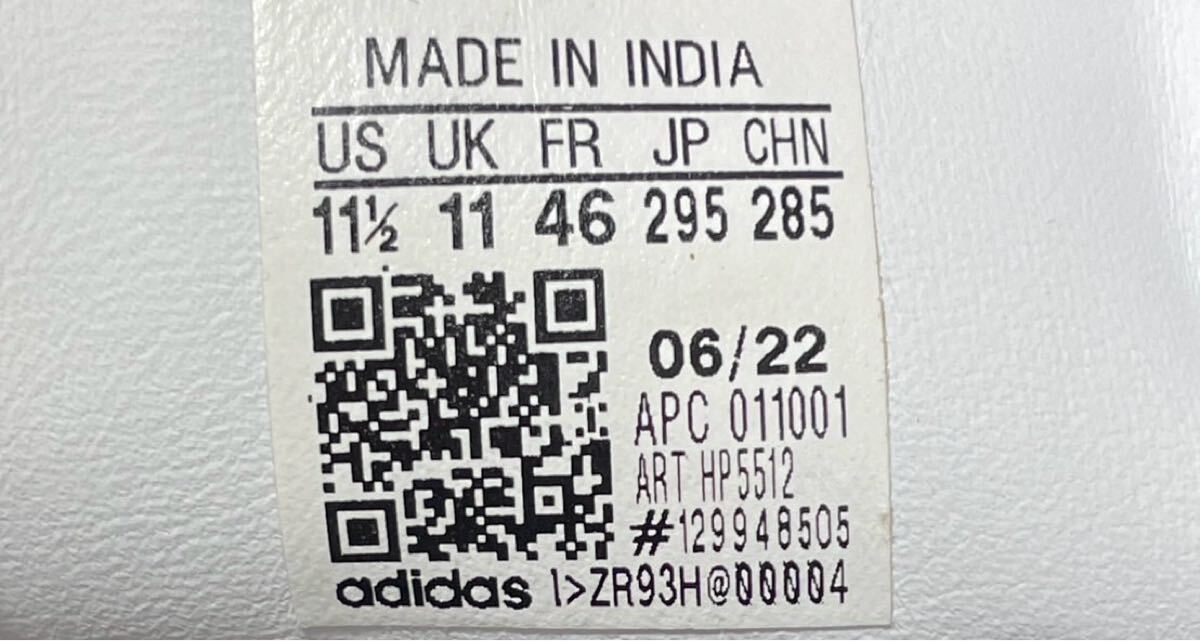 MADE IN INDIA
US UK FR JP CHN
11½ 11 46 295 285
06/22
APC 011001
ART HP5512
#129948505
adidas I>ZR93H@00004